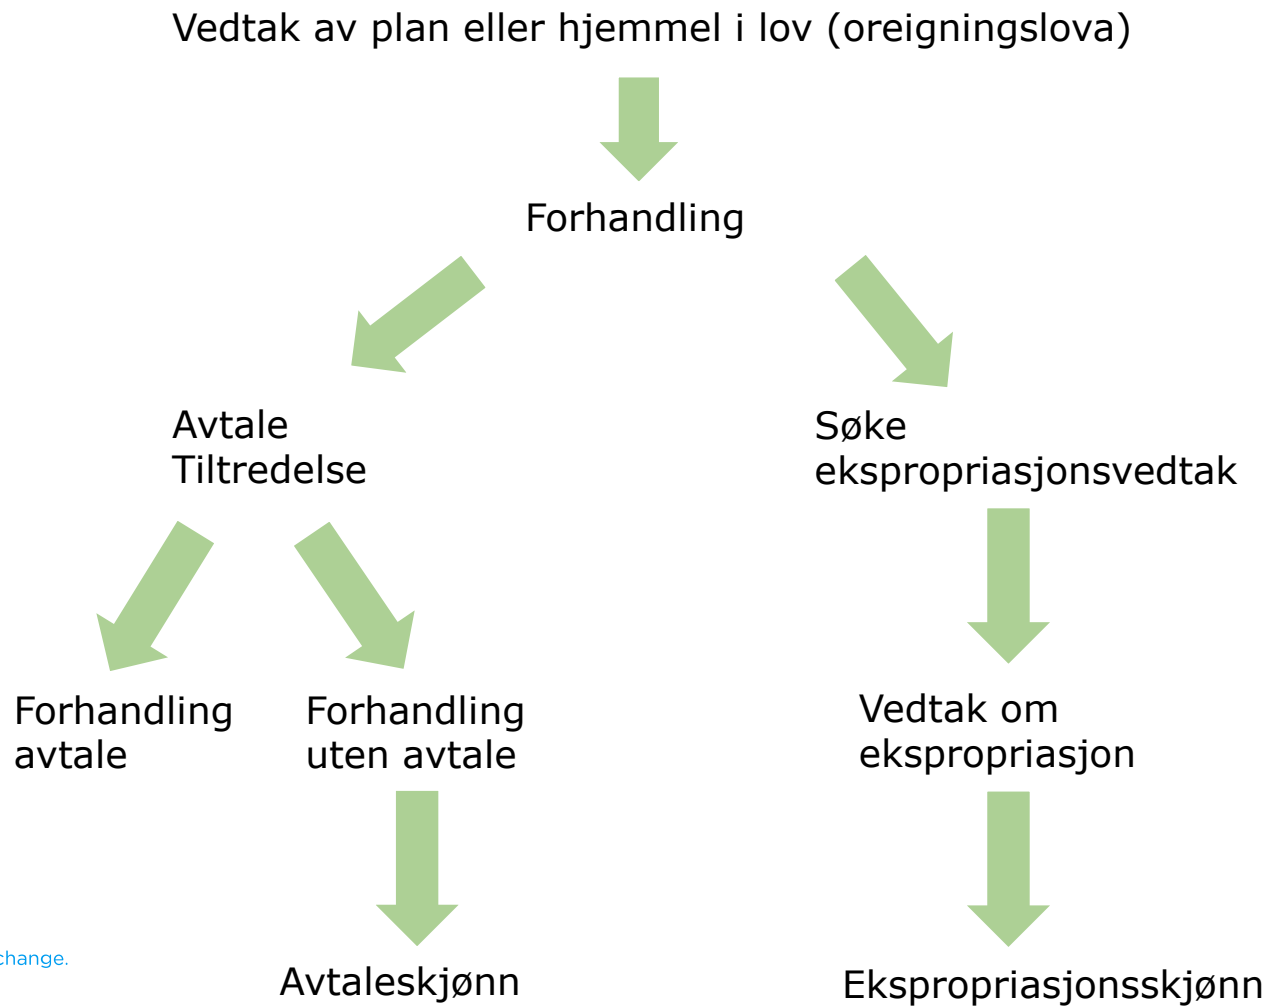 Vedtak av plan eller hjemmel i lov (oreigningslova)
Forhandling
Avtale
Tiltredelse
Søke
ekspropriasjonsvedtak
Forhandling
avtale
Forhandling
uten avtale
Vedtak om
ekspropriasjon
change.
Avtaleskjønn
Ekspropriasjonsskjønn